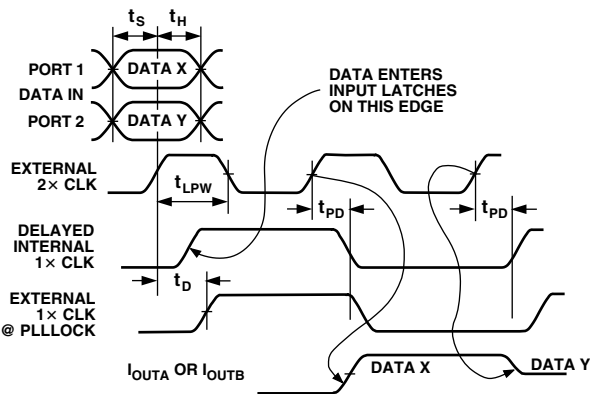 tS tH
PORT 1
DATA X
DATA IN
PORT 2
DATA Y
DATA ENTERS
INPUT LATCHES
ON THIS EDGE
EXTERNAL
2× CLK
tLPW
tPD
tPD
DELAYED
INTERNAL
1× CLK
tD
EXTERNAL
1× CLK
@ PLLLOCK
IOUTA OR IOUTB
DATA X
DATA Y